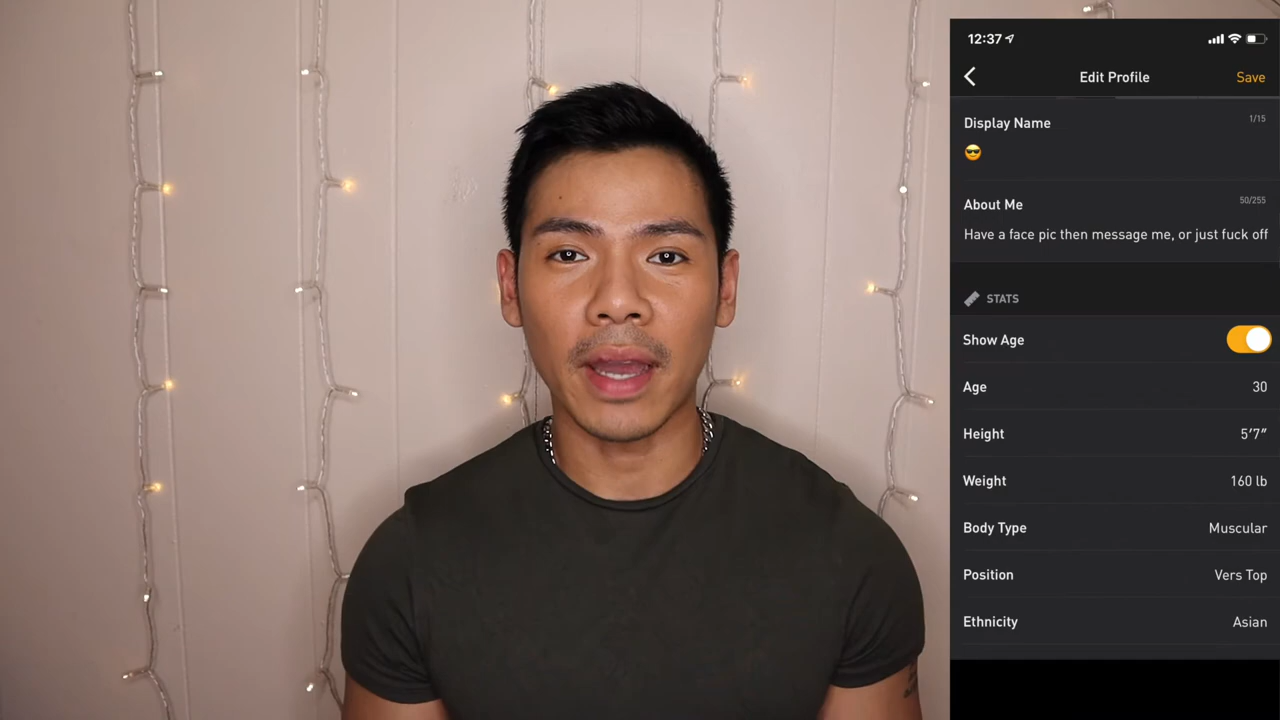 12:37
Edit Profile
Save
Display Name
1/15
😎
About Me
50/255
Have a face pic then message me, or just fuck off
STATS
Show Age
Age
30
Height
5'7"
Weight
160 lb
Body Type
Muscular
Position
Vers Top
Ethnicity
Asian